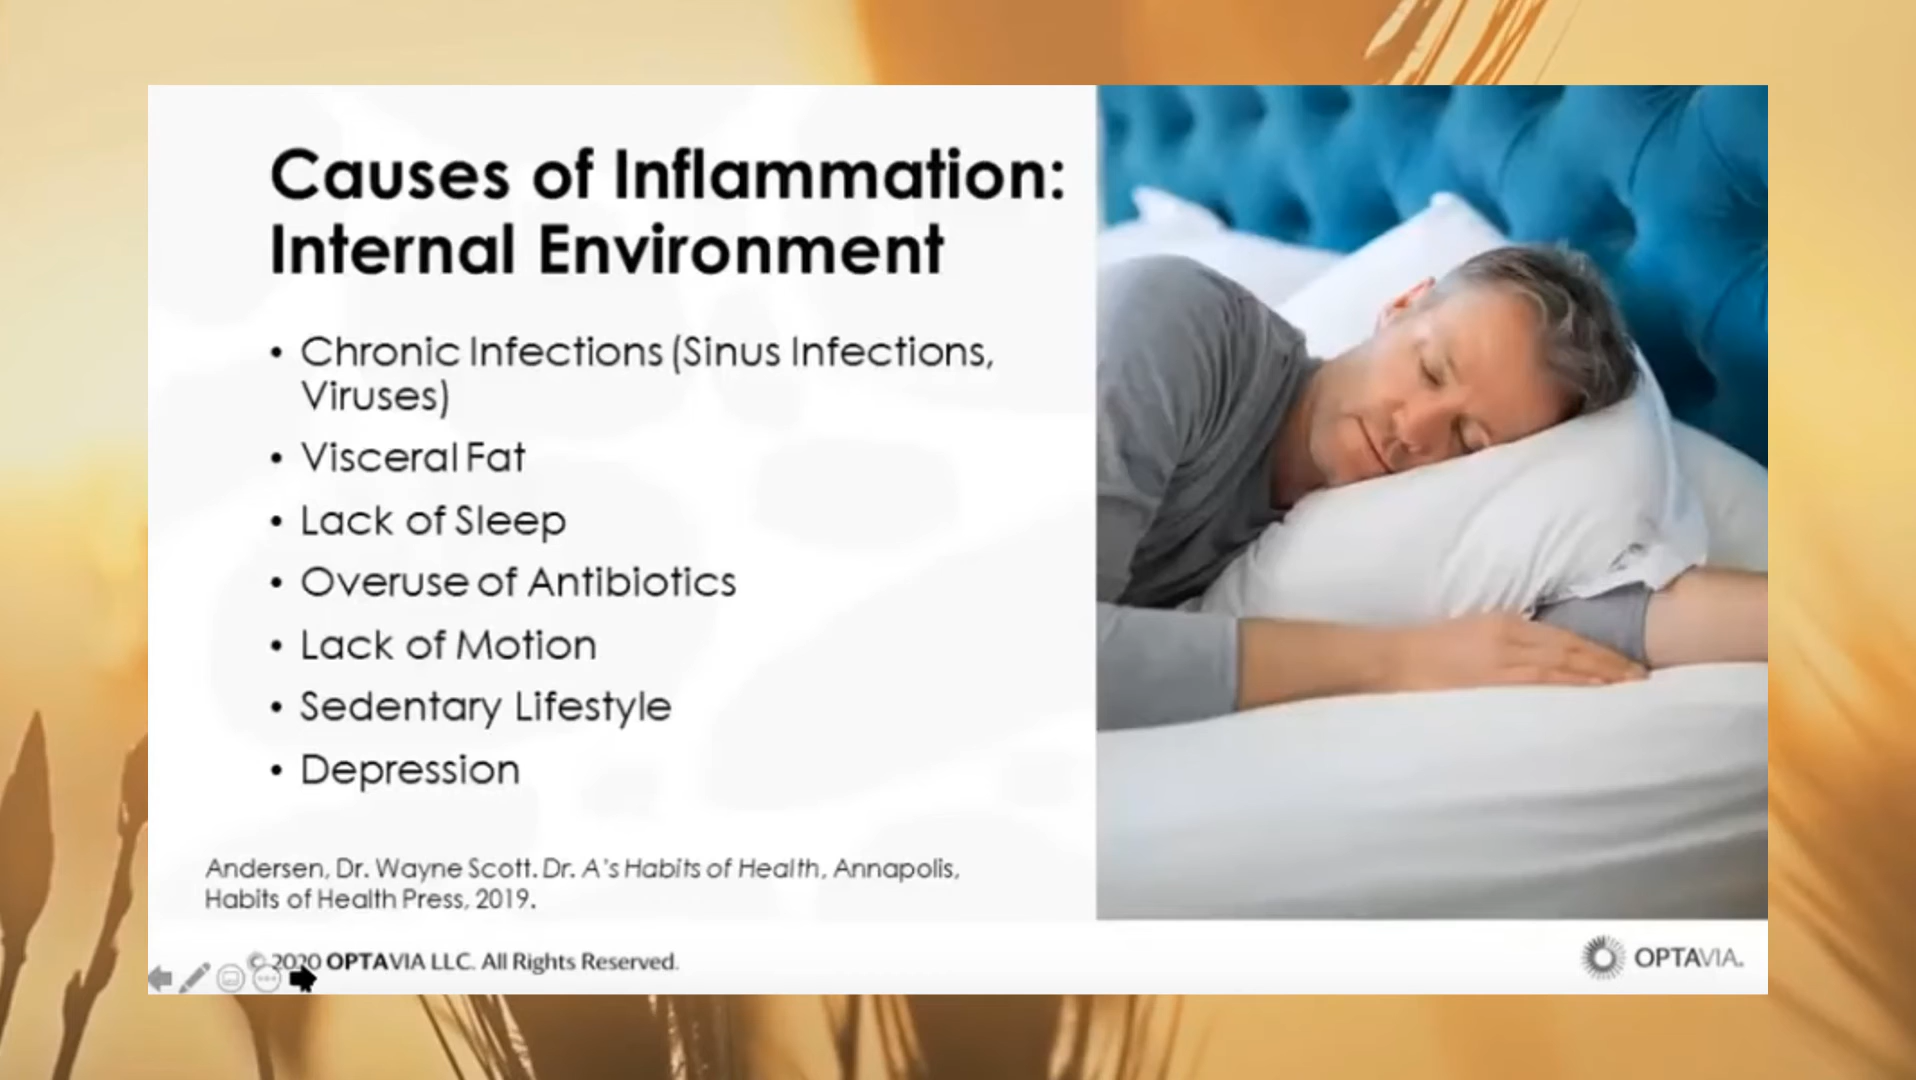 Causes of Inflammation:
Internal Environment
• Chronic Infections (Sinus Infections,
Viruses)
• Visceral Fat
• Lack of Sleep
• Overuse of Antibiotics
• Lack of Motion
• Sedentary Lifestyle
• Depression
Andersen, Dr. Wayne Scott. Dr. A's Habits of Health, Annapolis,
Habits of Health Press, 2019.
© 2020 OPTAVIA LLC. All Rights Reserved.
OPTAVIA.